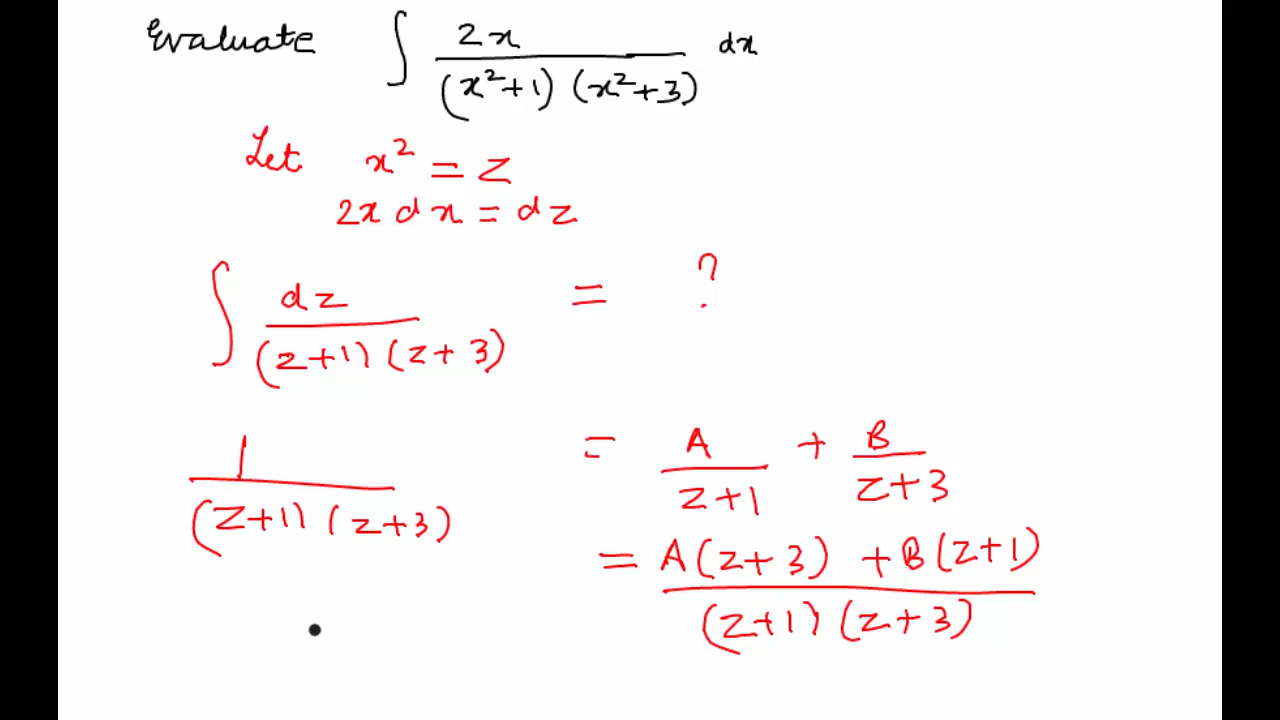 Evaluate ∫ 2x / (x²+1) (x²+3) dx
Let x² = z
2x dx = dz
∫ dz / (z+1) (z+3) = ?
1 / (z+1) (z+3) = A / z+1 + B / z+3
= A(z+3) + B(z+1) / (z+1) (z+3)